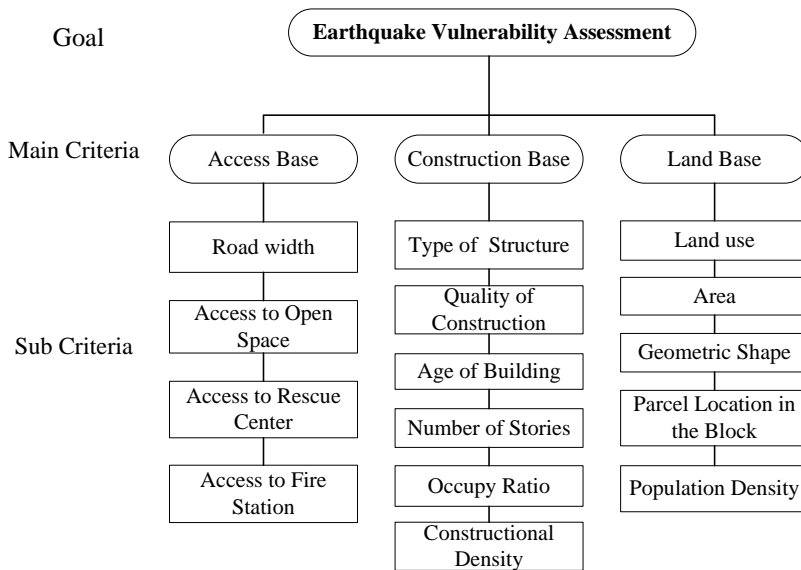 Goal
Earthquake Vulnerability Assessment
Main Criteria
Access Base
Construction Base
Land Base
Sub Criteria
Road width
Access to Open
Space
Access to Rescue
Center
Access to Fire
Station
Type of Structure
Quality of
Construction
Age of Building
Number of Stories
Occupy Ratio
Constructional
Density
Land use
Area
Geometric Shape
Parcel Location in
the Block
Population Density